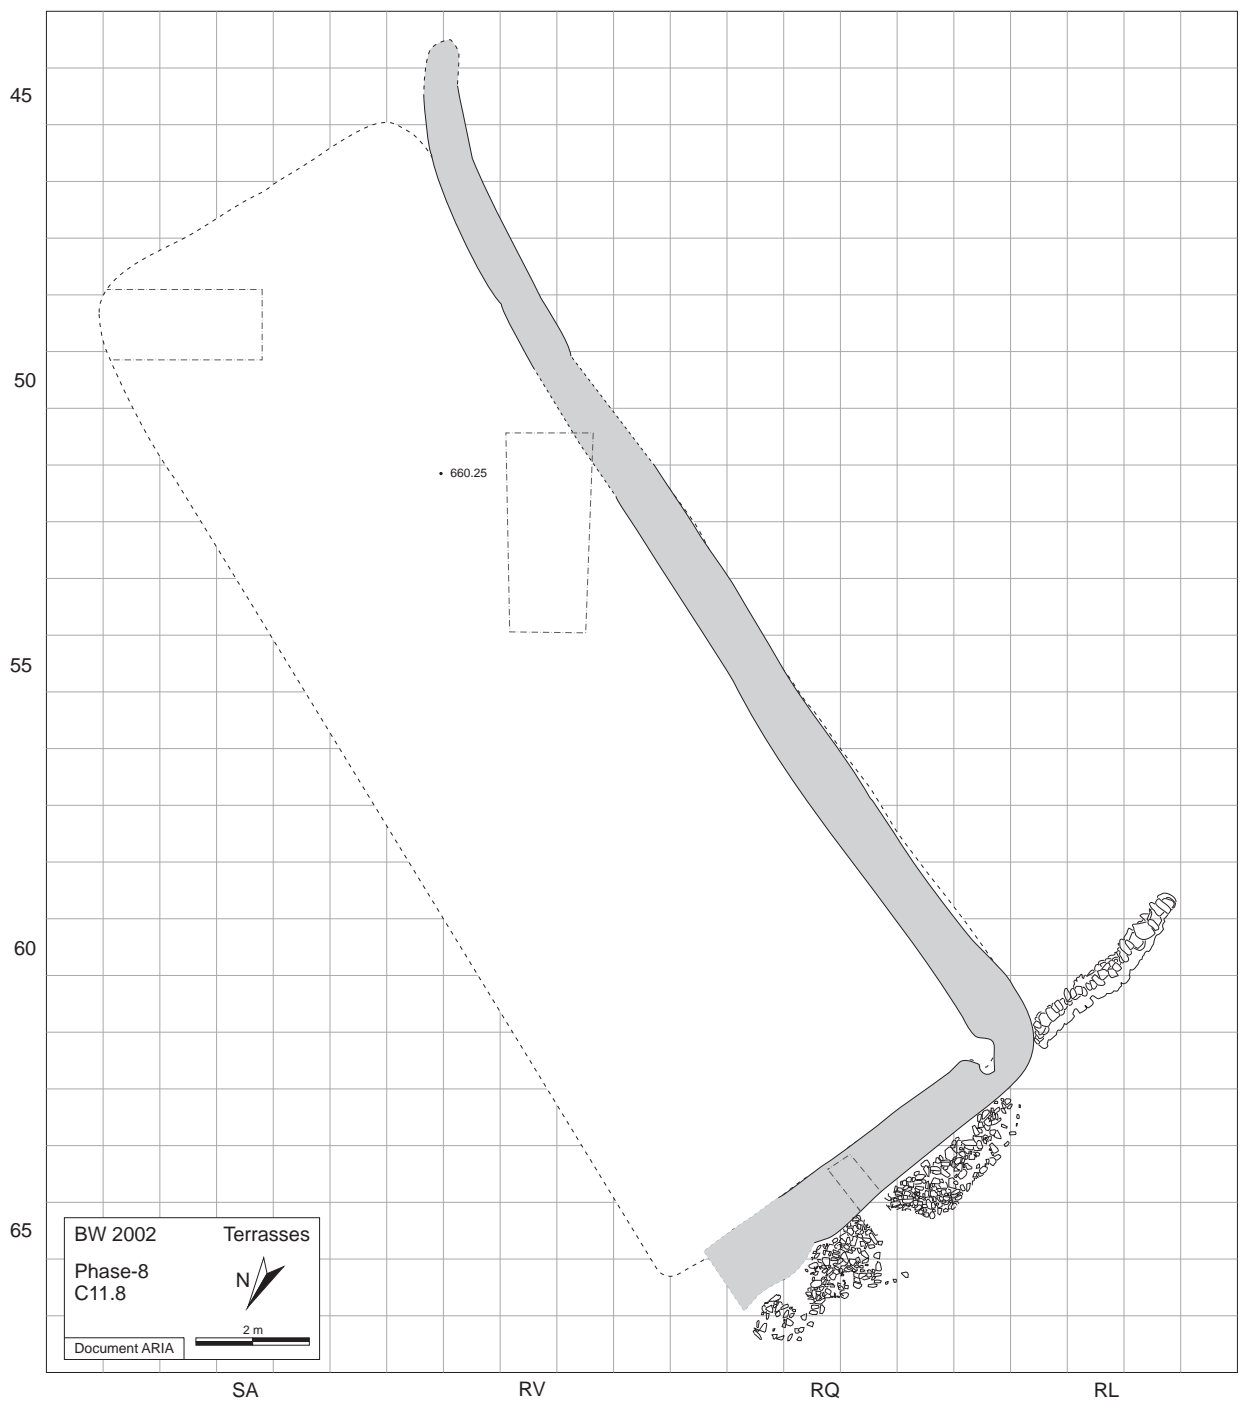 45
50
660.25
55
60
65
BW 2002 Terrasses
Phase-8
C11.8
N
2 m
Document ARIA
SA RV RQ RL